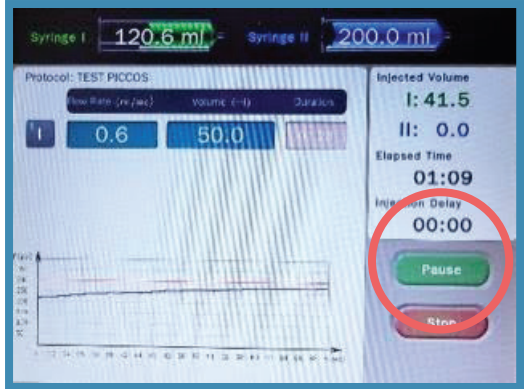 Syringe I 120.6 ml Syringe II 200.0 ml
Protocol: TEST PICCOS
Flow Rate (ml/sec) Volume (ml) Duration
I 0.6 50.0
Injected Volume
I: 41.5
II: 0.0
Elapsed Time
01:09
Injection Delay
00:00
Pause
Stop